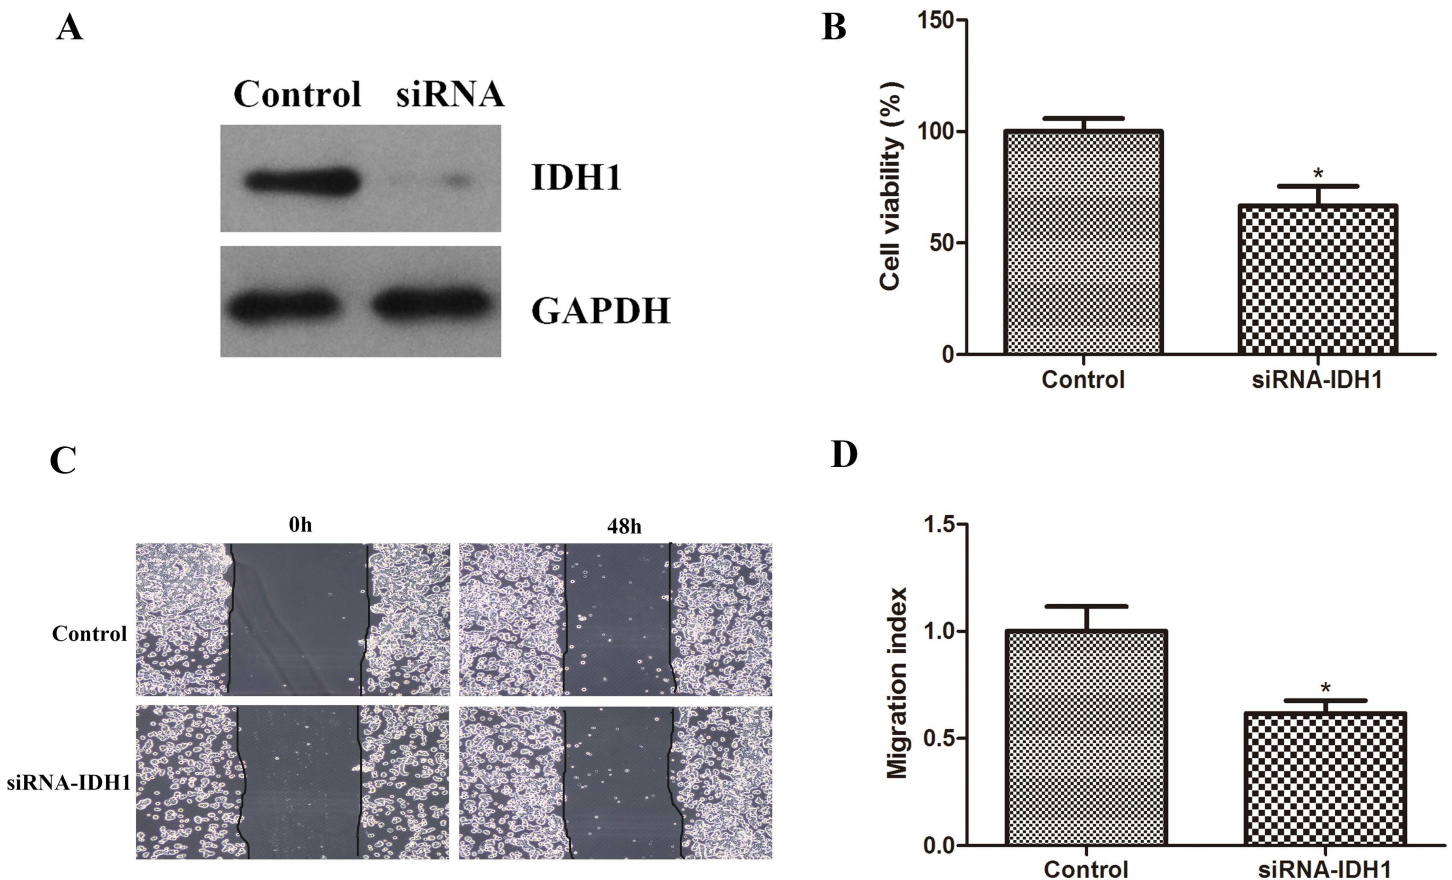 A
Control siRNA
IDH1
GAPDH
B
150
100
50
0
Cell viability (%)
*
Control
siRNA-IDH1
C
0h
48h
Control
siRNA-IDH1
D
1.5
1.0
0.5
0.0
Migration index
*
Control
siRNA-IDH1